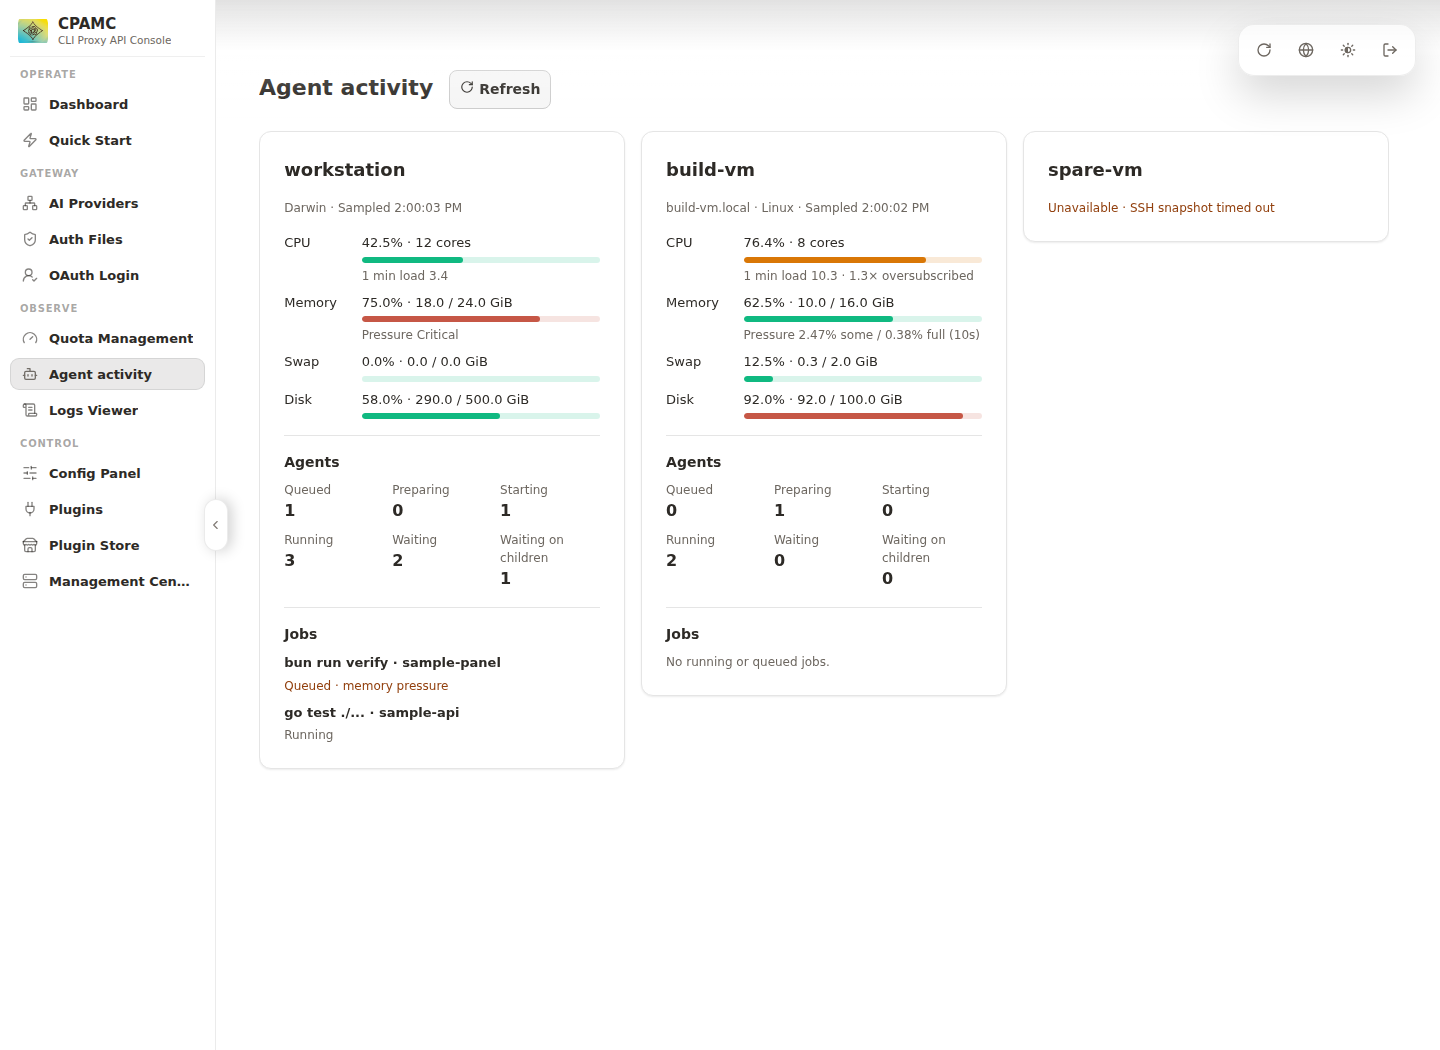 CPAMC
CLI Proxy API Console
OPERATE
Dashboard
Quick Start
GATEWAY
AI Providers
Auth Files
OAuth Login
OBSERVE
Quota Management
Agent activity
Logs Viewer
CONTROL
Config Panel
Plugins
Plugin Store
Management Cen...
Agent activity
Refresh
workstation
Darwin · Sampled 2:00:03 PM
CPU
42.5% · 12 cores
1 min load 3.4
Memory
75.0% · 18.0 / 24.0 GiB
Pressure Critical
Swap
0.0% · 0.0 / 0.0 GiB
Disk
58.0% · 290.0 / 500.0 GiB
Agents
Queued
1
Preparing
0
Starting
1
Running
3
Waiting
2
Waiting on
children
1
Jobs
bun run verify · sample-panel
Queued · memory pressure
go test ./... · sample-api
Running
build-vm
build-vm.local · Linux · Sampled 2:00:02 PM
CPU
76.4% · 8 cores
1 min load 10.3 · 1.3× oversubscribed
Memory
62.5% · 10.0 / 16.0 GiB
Pressure 2.47% some / 0.38% full (10s)
Swap
12.5% · 0.3 / 2.0 GiB
Disk
92.0% · 92.0 / 100.0 GiB
Agents
Queued
0
Preparing
1
Starting
0
Running
2
Waiting
0
Waiting on
children
0
Jobs
No running or queued jobs.
spare-vm
Unavailable · SSH snapshot timed out